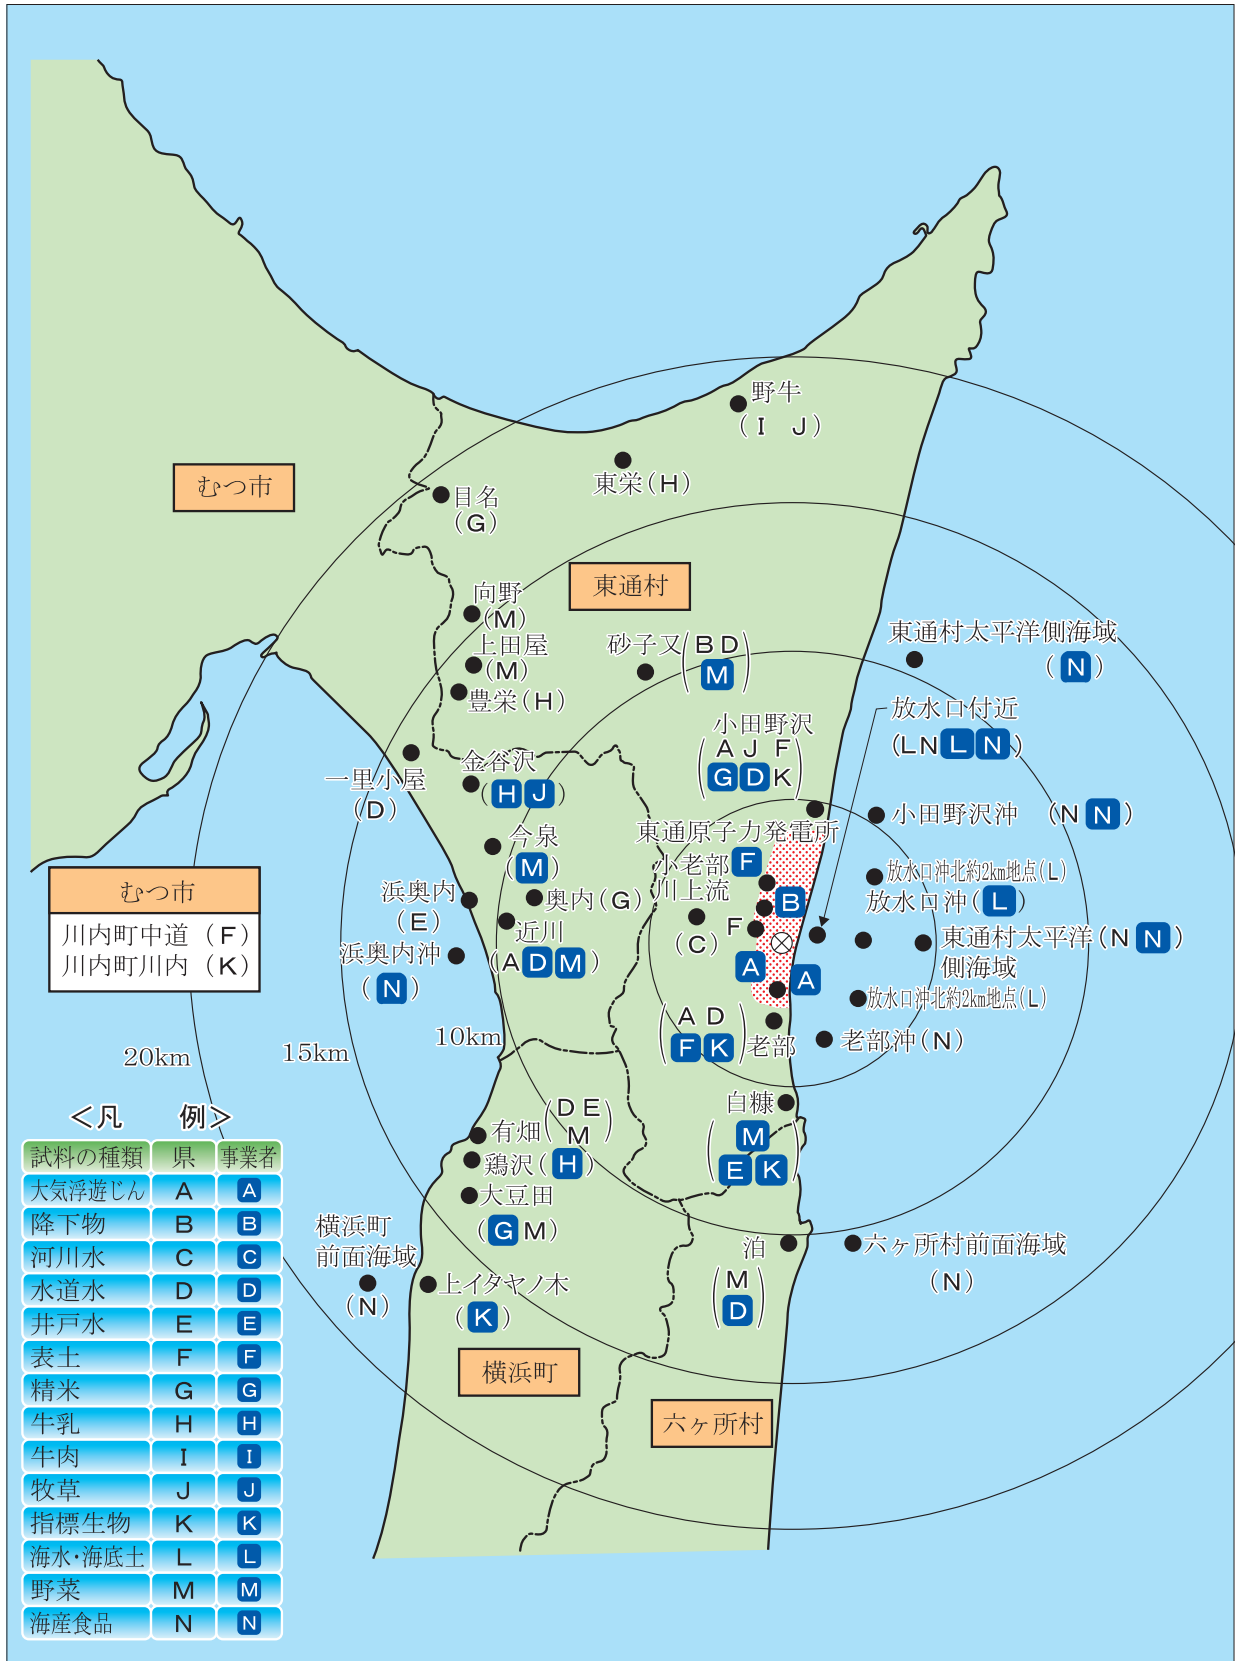 野牛
(I J)
東栄(H)
むつ市
目名
(G)
東通村
向野
(M)
上田屋
(M)
豊栄(H)
砂子又(B D
M)
東通村太平洋側海域
(N)
放水口付近
(LN L N)
小田野沢
(A J F
G D K)
一里小屋
(D)
金谷沢
(H J)
小田野沢沖 (N N)
東通原子力発電所
今泉
(M)
小老部
川上流
(C)
F
B
F
A
A
放水口沖北約2km地点(L)
放水口沖(L)
むつ市
川内町中道(F)
川内町川内(K)
浜奥内
(E)
奥内(G)
近川
(A D M)
浜奥内沖
(N)
東通村太平洋(N N)
側海域
放水口沖北約2km地点(L)
(A D
F K)老部
老部沖(N)
20km
15km
10km
白糠
(M
E K)
有畑(D E
M)
鶏沢(H)
大豆田
(G M)
横浜町
前面海域
(N)
上イタヤノ木
(K)
泊
(M
D)
六ヶ所村前面海域
(N)
横浜町
六ヶ所村
<凡 例>
試料の種類 県 事業者
大気浮遊じん A A
降下物 B B
河川水 C C
水道水 D D
井戸水 E E
表土 F F
精米 G G
牛乳 H H
牛肉 I I
牧草 J J
指標生物 K K
海水・海底土 L L
野菜 M M
海産食品 N N